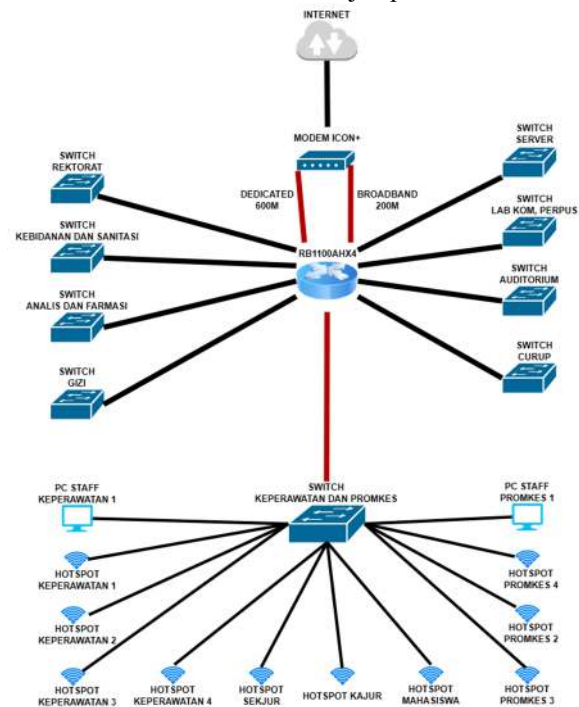 INTERNET
MODEM ICON+
DEDICATED
600M
BROADBAND
200M
SWITCH
REKTORAT
SWITCH
SERVER
SWITCH
KEBIDANAN DAN SANITASI
SWITCH
LAB KOM, PERPUS
RB1100AHX4
SWITCH
ANALIS DAN FARMASI
SWITCH
AUDITORIUM
SWITCH
GIZI
SWITCH
CURUP
SWITCH
KEPERAWATAN DAN PROMKES
PC STAFF
KEPERAWATAN 1
PC STAFF
PROMKES 1
HOTSPOT
KEPERAWATAN 1
HOTSPOT
PROMKES 4
HOTSPOT
KEPERAWATAN 2
HOTSPOT
PROMKES 2
HOTSPOT
KEPERAWATAN 3
HOTSPOT
KEPERAWATAN 4
HOTSPOT
SEKJUR
HOTSPOT KAJUR
HOTSPOT
MAHASISWA
HOTSPOT
PROMKES 3